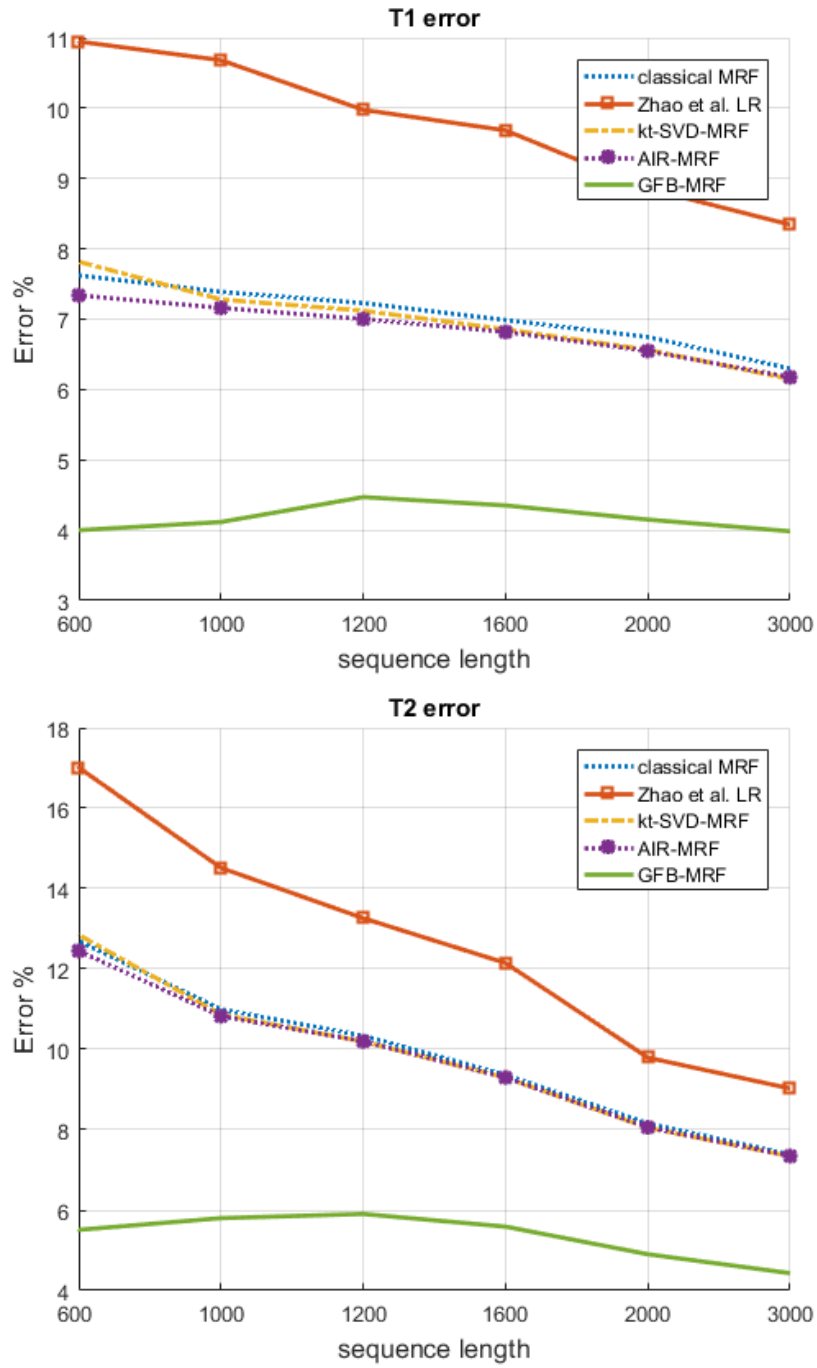 T1 error
11
10
9
8
7
6
5
4
3
Error %
classical MRF
Zhao et al. LR
kt-SVD-MRF
AIR-MRF
GFB-MRF
600 1000 1200 1600 2000 3000
sequence length
T2 error
18
16
14
12
10
8
6
4
Error %
classical MRF
Zhao et al. LR
kt-SVD-MRF
AIR-MRF
GFB-MRF
600 1000 1200 1600 2000 3000
sequence length